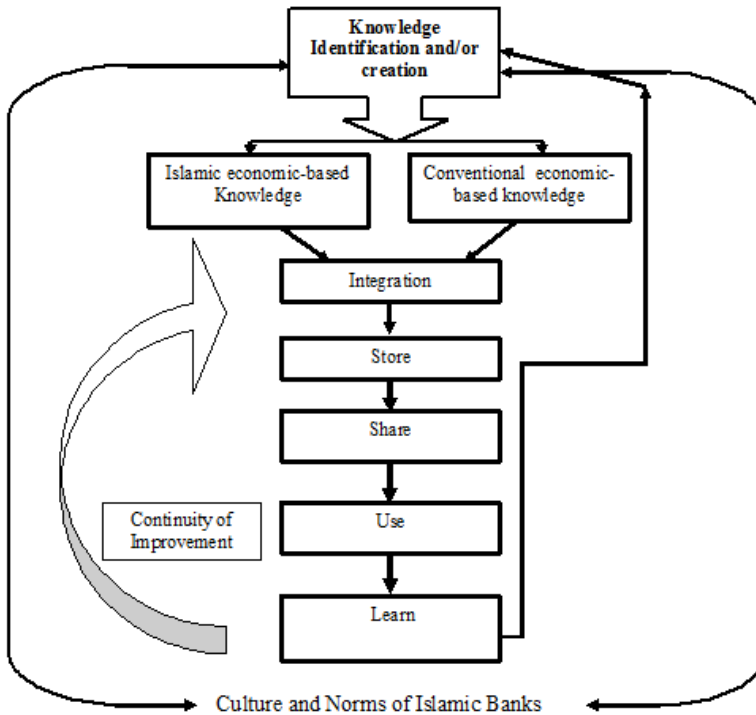 Knowledge
Identification and/or
creation
Islamic economic-based
Knowledge
Conventional economic-
based knowledge
Integration
Store
Share
Continuity of
Improvement
Use
Learn
Culture and Norms of Islamic Banks